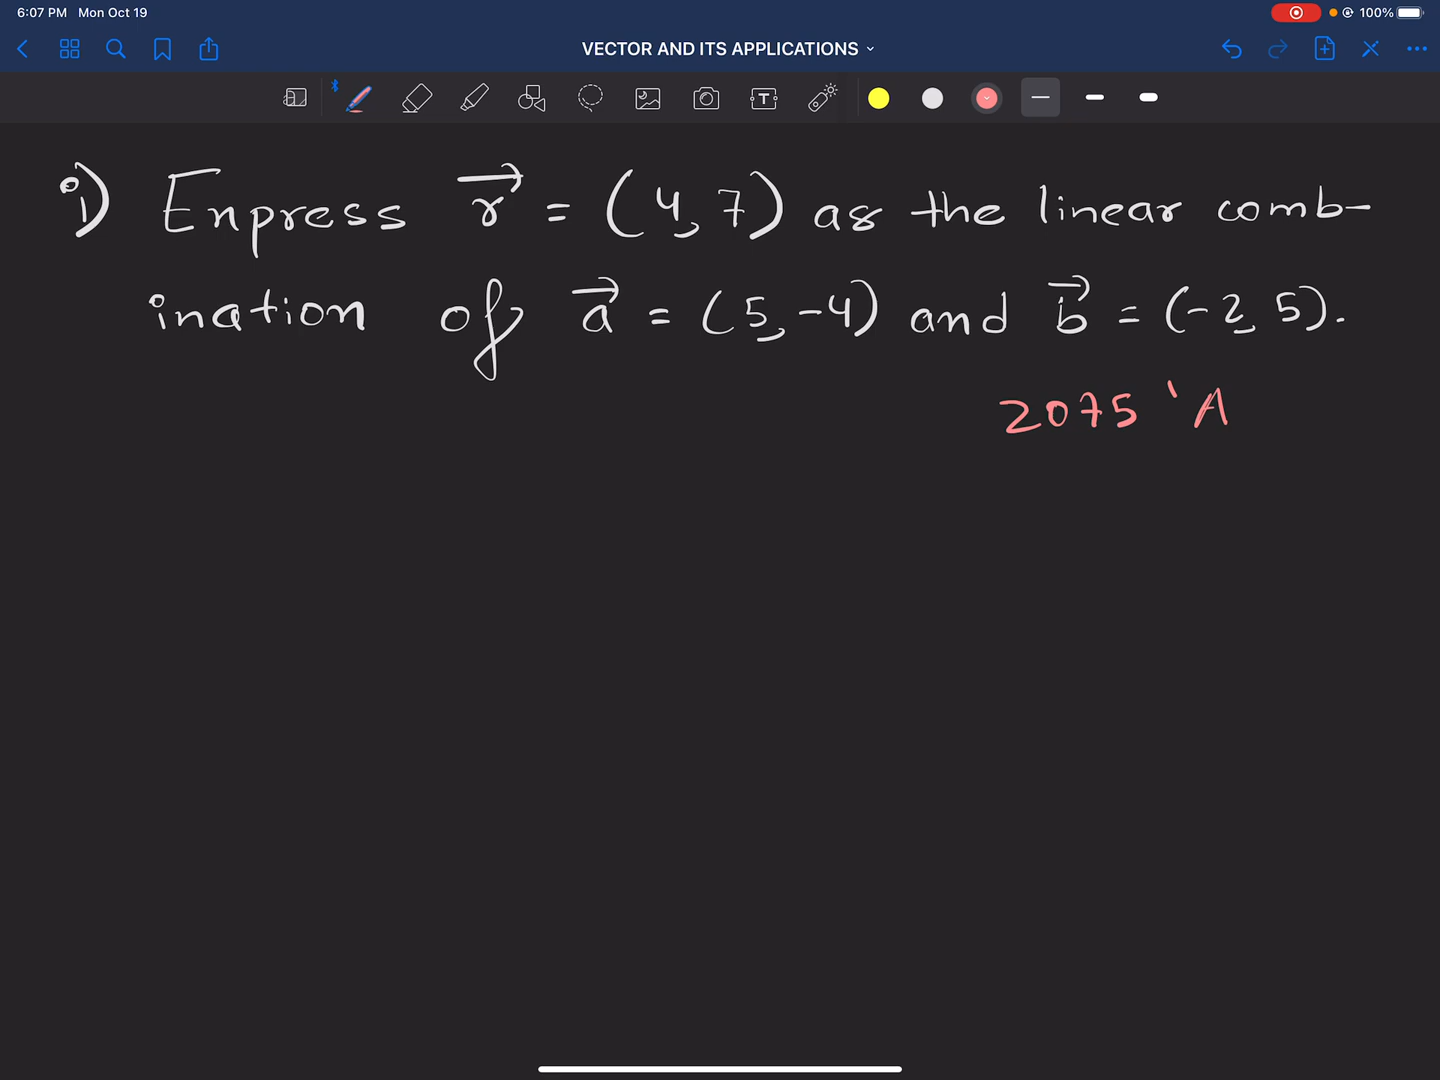 6:07 PM Mon Oct 19 100%
VECTOR AND ITS APPLICATIONS
i) Express r⃗ = (4, 7) as the linear comb-
ination of a⃗ = (5, -4) and b⃗ = (-2, 5).
2075 'A